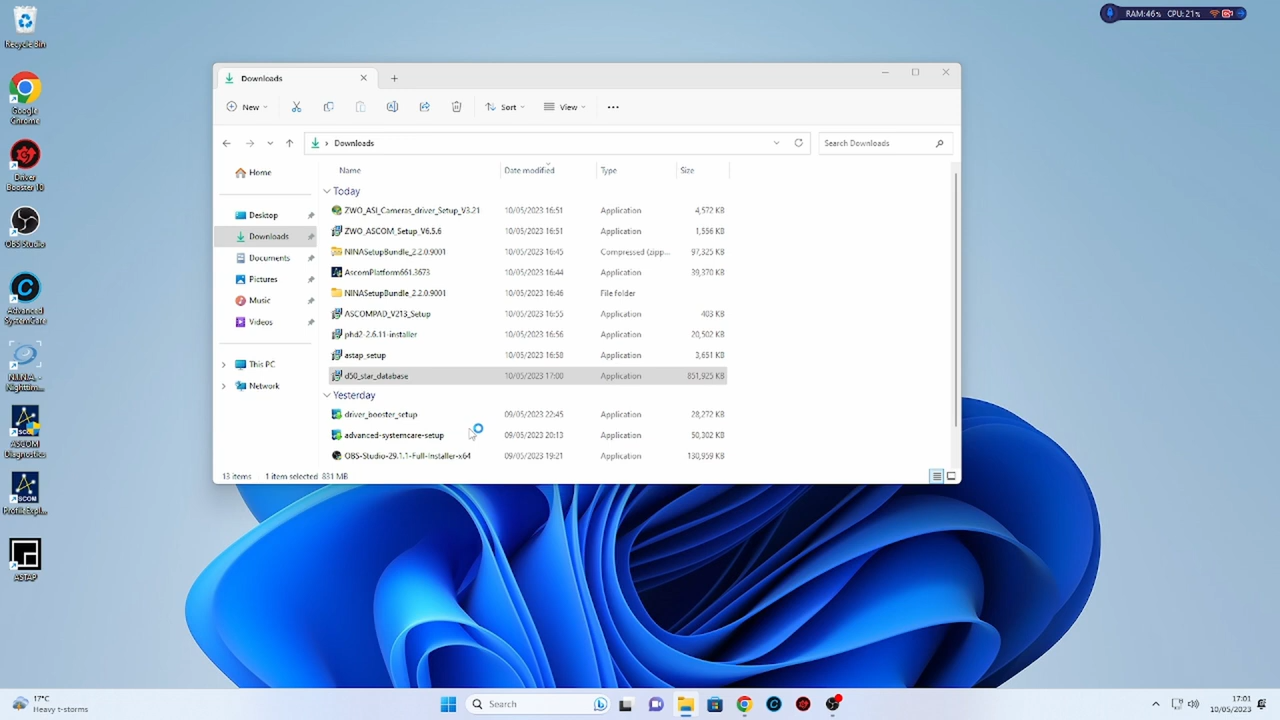 Recycle Bin
Google
Chrome
Driver
Booster 10
OBS Studio
Advanced
SystemCare
N.I.N.A -
Nighttim...
ASCOM
Diagnostics
ProfileExpl...
ASTAP
RAM:46% CPU:21%
Downloads
New
Sort
View
Downloads
Search Downloads
Home
Desktop
Downloads
Documents
Pictures
Music
Videos
This PC
Network
Name Date modified Type Size
Today
ZWO_ASI_Cameras_driver_Setup_V3.21 10/05/2023 16:51 Application 4,572 KB
ZWO_ASCOM_Setup_V6.5.6 10/05/2023 16:51 Application 1,556 KB
NINASetupBundle_2.2.0.9001 10/05/2023 16:45 Compressed (zipp... 97,325 KB
AscomPlatform661.3673 10/05/2023 16:44 Application 39,370 KB
NINASetupBundle_2.2.0.9001 10/05/2023 16:46 File folder
ASCOMPAD_V213_Setup 10/05/2023 16:55 Application 403 KB
phd2-2.6.11-installer 10/05/2023 16:56 Application 20,502 KB
astap_setup 10/05/2023 16:58 Application 3,651 KB
d50_star_database 10/05/2023 17:00 Application 851,925 KB
Yesterday
driver_booster_setup 09/05/2023 22:45 Application 28,272 KB
advanced-systemcare-setup 09/05/2023 20:13 Application 50,302 KB
OBS-Studio-29.1.1-Full-Installer-x64 09/05/2023 19:21 Application 130,959 KB
13 items 1 item selected 831 MB
17°C
Heavy t-storms
Search
17:01
10/05/2023